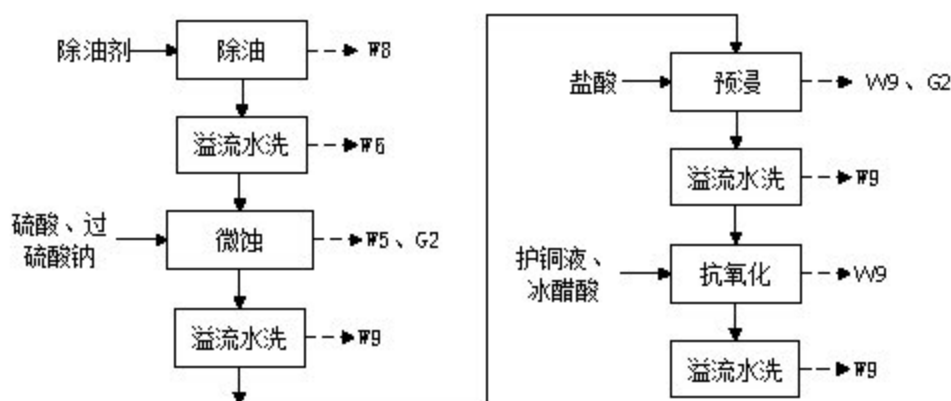 除油剂
除油
W8
溢流水洗
W6
硫酸、过
硫酸钠
微蚀
W5、G2
溢流水洗
W9
盐酸
预浸
W9、G2
溢流水洗
W9
护铜液、
冰醋酸
抗氧化
W9
溢流水洗
W9